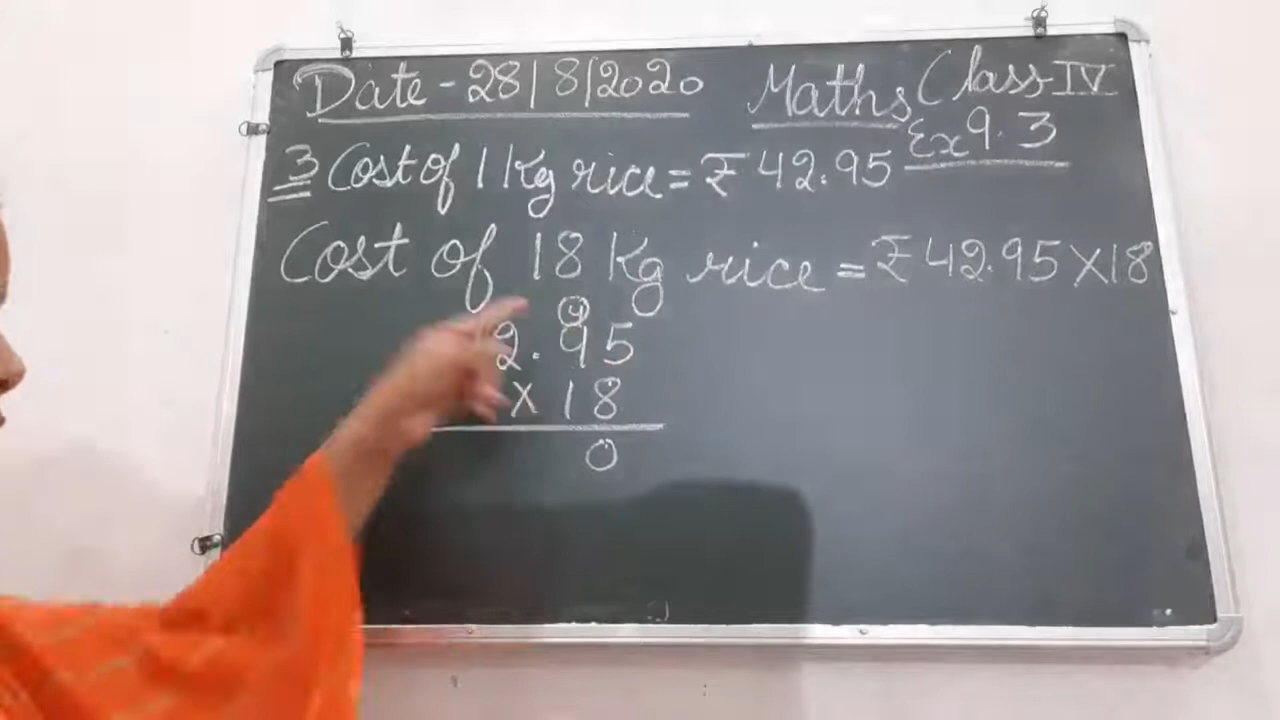 Date - 28/8/2020 Maths Class-IV
Ex 9.3
3 Cost of 1 Kg rice = ₹ 42.95
Cost of 18 Kg rice = ₹ 42.95 X 18
2.95
X 18
0